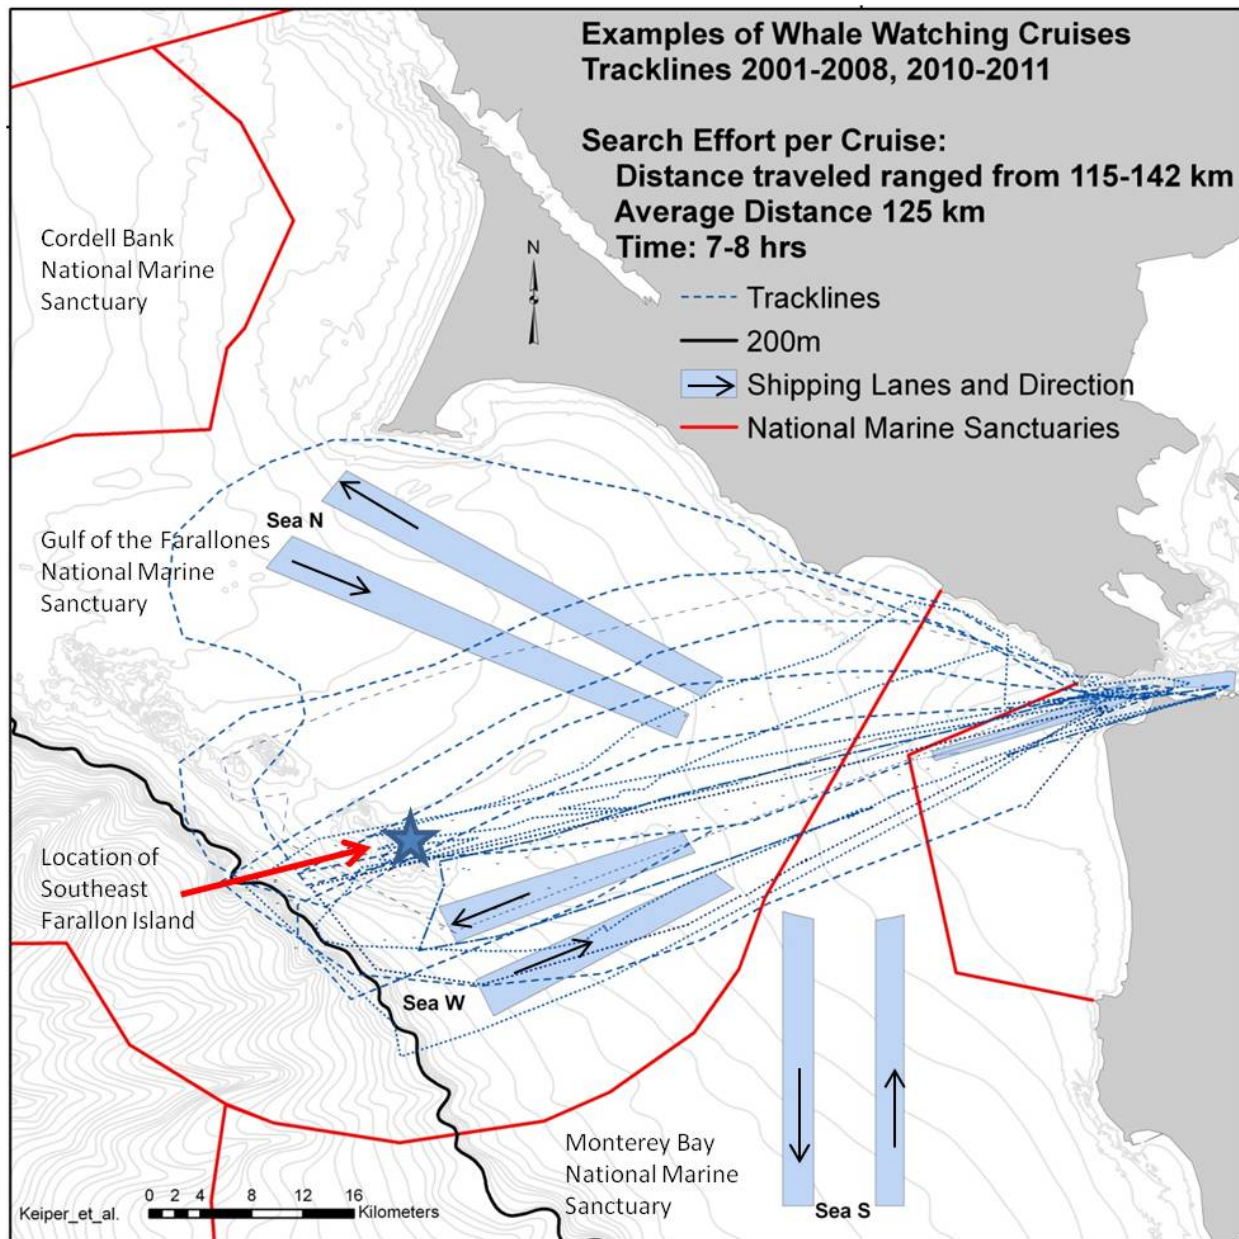 Examples of Whale Watching Cruises
Tracklines 2001-2008, 2010-2011
Search Effort per Cruise:
Distance traveled ranged from 115-142 km
Average Distance 125 km
Time: 7-8 hrs
N
Tracklines
200m
Shipping Lanes and Direction
National Marine Sanctuaries
Cordell Bank
National Marine
Sanctuary
Sea N
Gulf of the Farallones
National Marine
Sanctuary
Location of
Southeast
Farallon Island
Sea W
Monterey Bay
National Marine
Sanctuary
Sea S
0 2 4 8 12 16
Kilometers
Keiper_et_al.